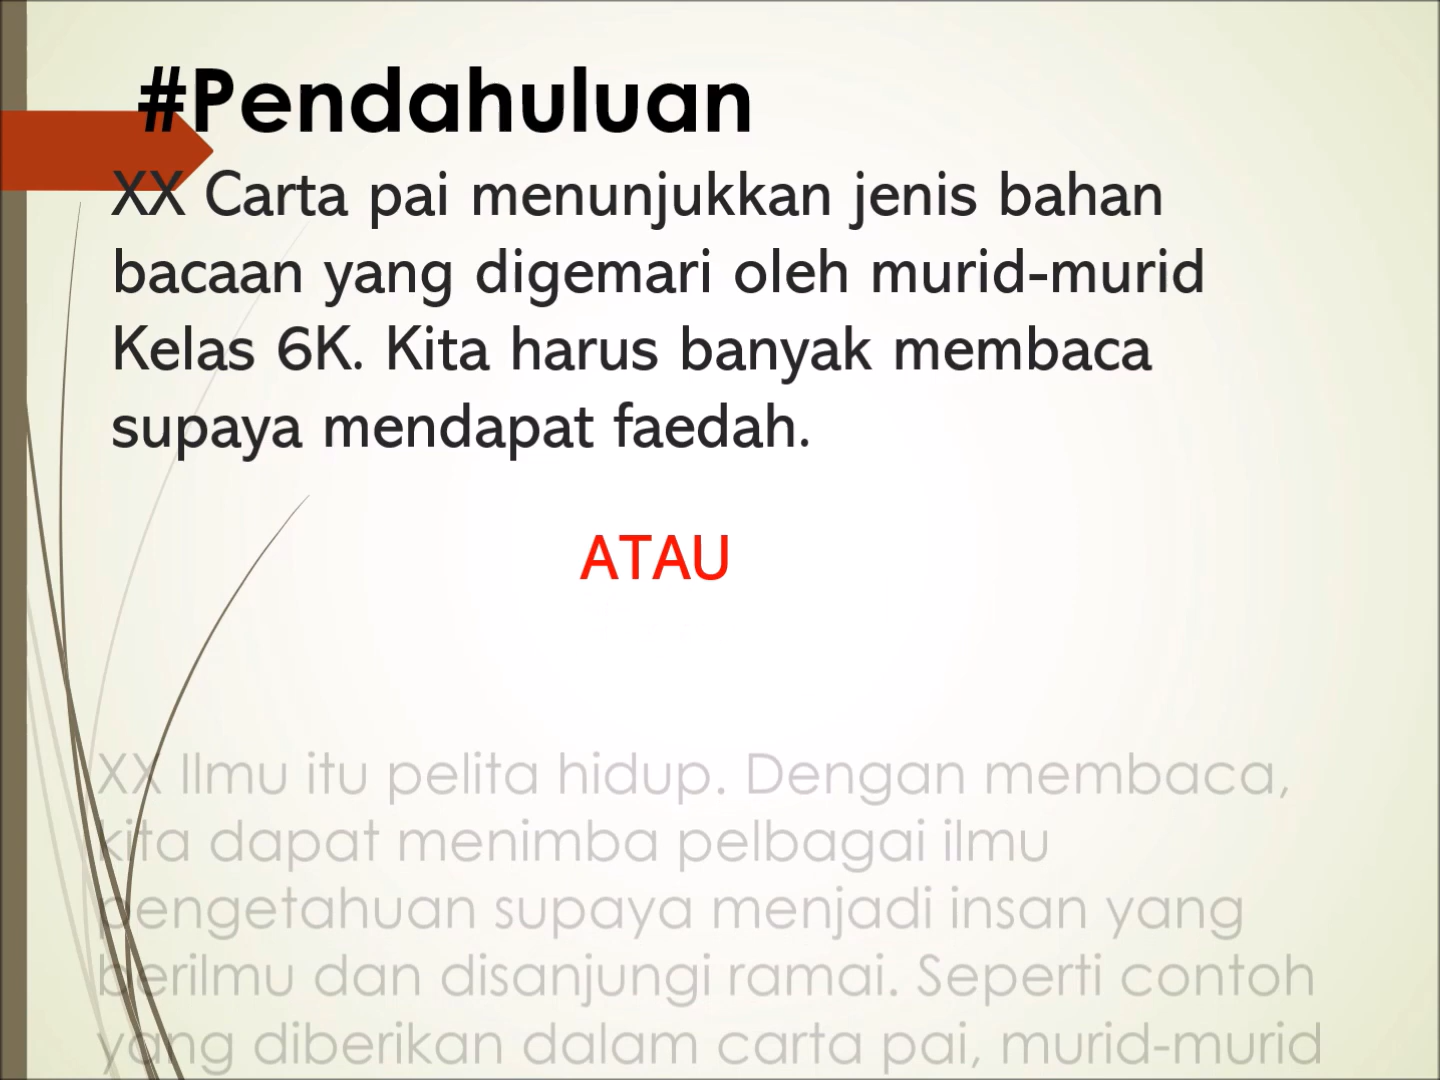 #Pendahuluan
XX Carta pai menunjukkan jenis bahan
bacaan yang digemari oleh murid-murid
Kelas 6K. Kita harus banyak membaca
supaya mendapat faedah.
ATAU
XX Ilmu itu pelita hidup. Dengan membaca,
kita dapat menimba pelbagai ilmu
pengetahuan supaya menjadi insan yang
berilmu dan disanjungi ramai. Seperti contoh
yang diberikan dalam carta pai, murid-murid